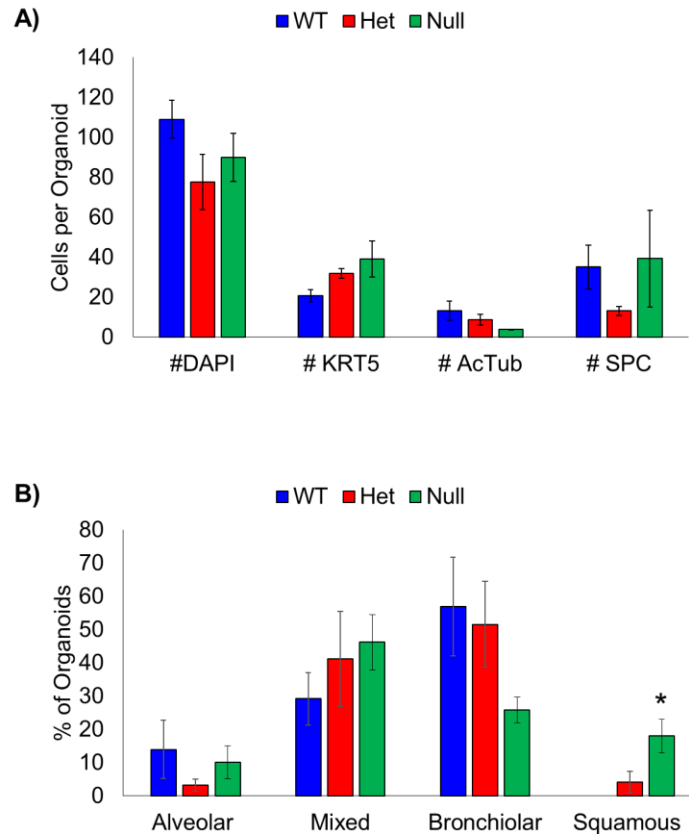 A)
WT Het Null
Cells per Organoid
140
120
100
80
60
40
20
0
#DAPI # KRT5 # AcTub # SPC
B)
WT Het Null
% of Organoids
80
70
60
50
40
30
20
10
0
*
Alveolar Mixed Bronchiolar Squamous